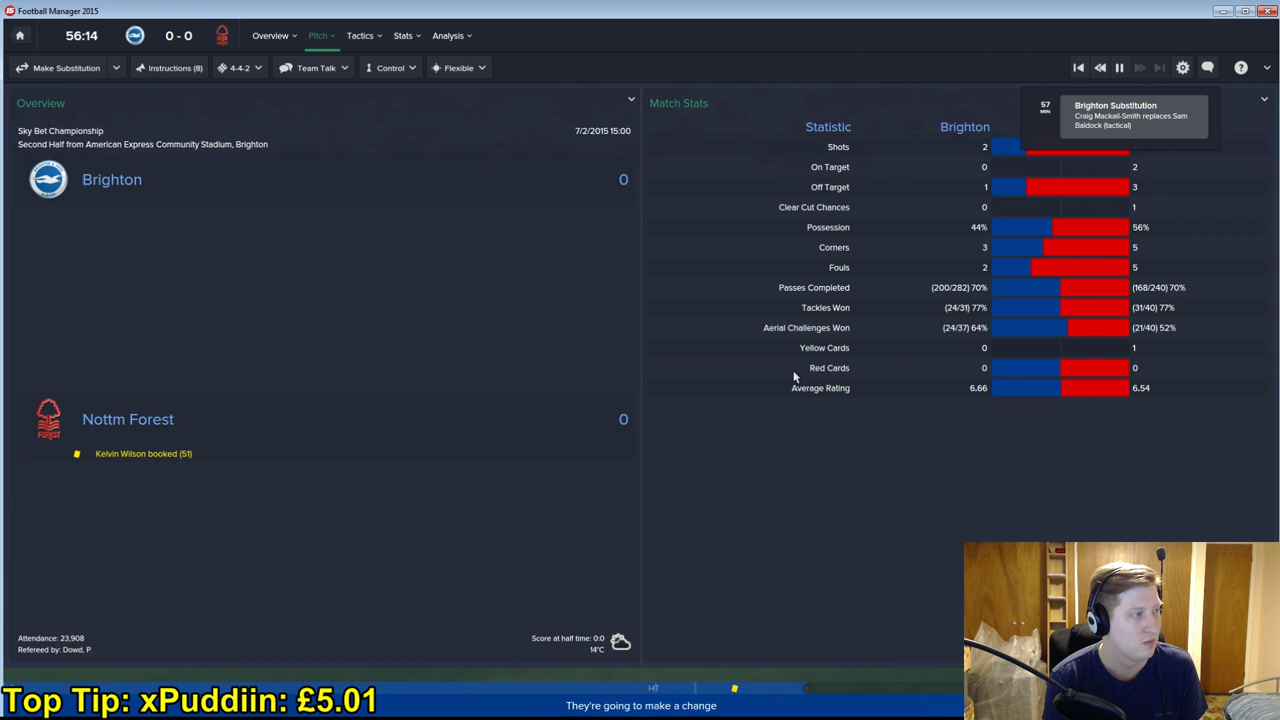 Football Manager 2015
56:14
0 - 0
Overview
Pitch
Tactics
Stats
Analysis
Make Substitution
Instructions (8)
4-4-2
Team Talk
Control
Flexible
Overview
Sky Bet Championship
7/2/2015 15:00
Second Half from American Express Community Stadium, Brighton
Brighton
0
Nottm Forest
0
Kelvin Wilson booked (51)
Attendance: 23,908
Refereed by: Dowd, P
Score at half time: 0:0
14°C
Match Stats
57
MIN
Brighton Substitution
Craig Mackail-Smith replaces Sam
Baldock (tactical)
Statistic Brighton
Shots 2
On Target 0 2
Off Target 1 3
Clear Cut Chances 0 1
Possession 44% 56%
Corners 3 5
Fouls 2 5
Passes Completed (200/282) 70% (168/240) 70%
Tackles Won (24/31) 77% (31/40) 77%
Aerial Challenges Won (24/37) 64% (21/40) 52%
Yellow Cards 0 1
Red Cards 0 0
Average Rating 6.66 6.54
HT
They're going to make a change
Top Tip: xPuddiin: £5.01